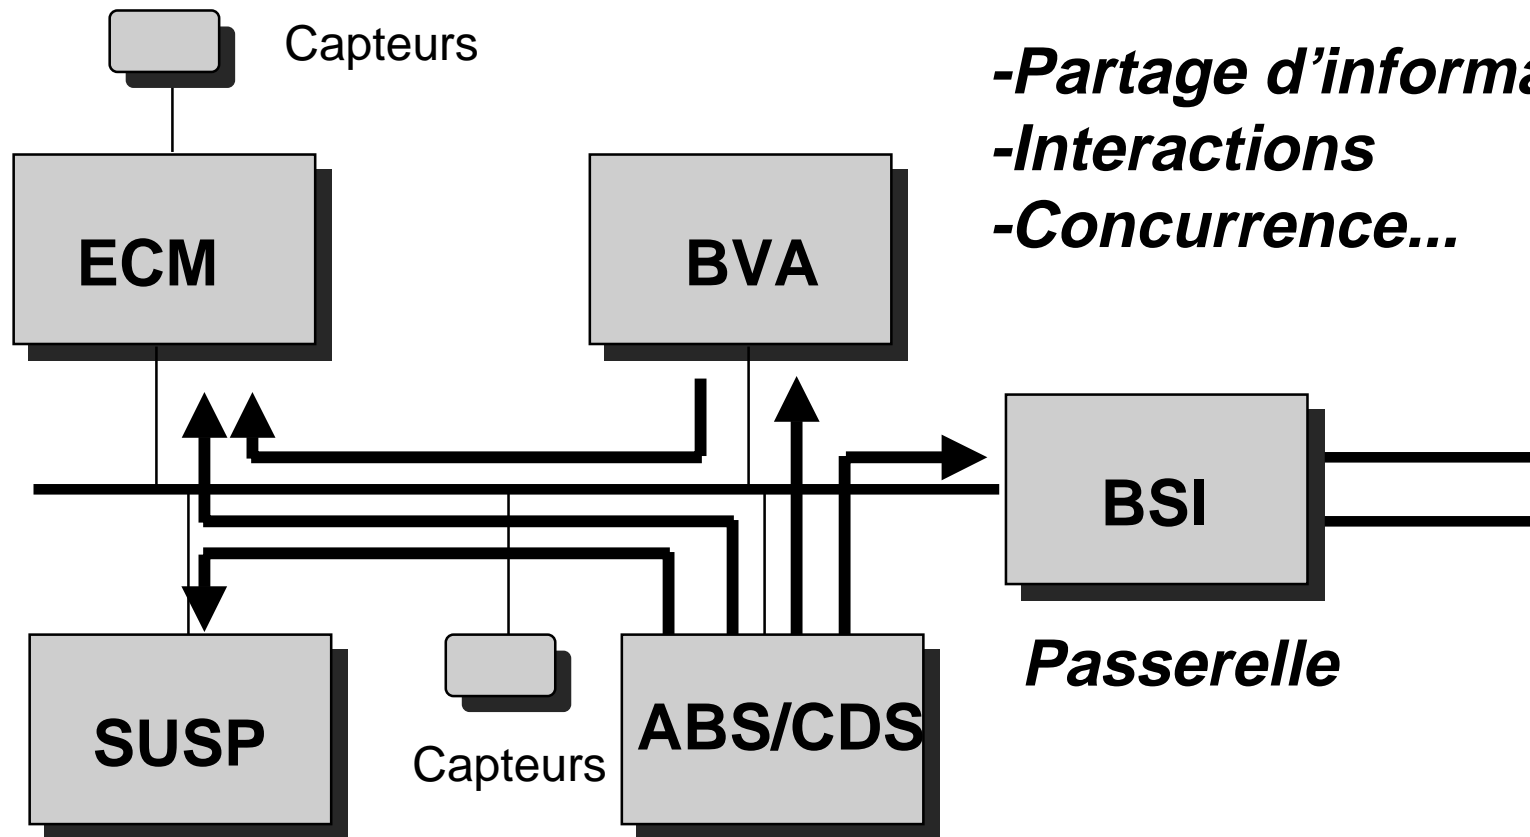 Capteurs
-Partage d’informa
-Interactions
-Concurrence...
ECM
BVA
BSI
Passerelle
SUSP
Capteurs
ABS/CDS